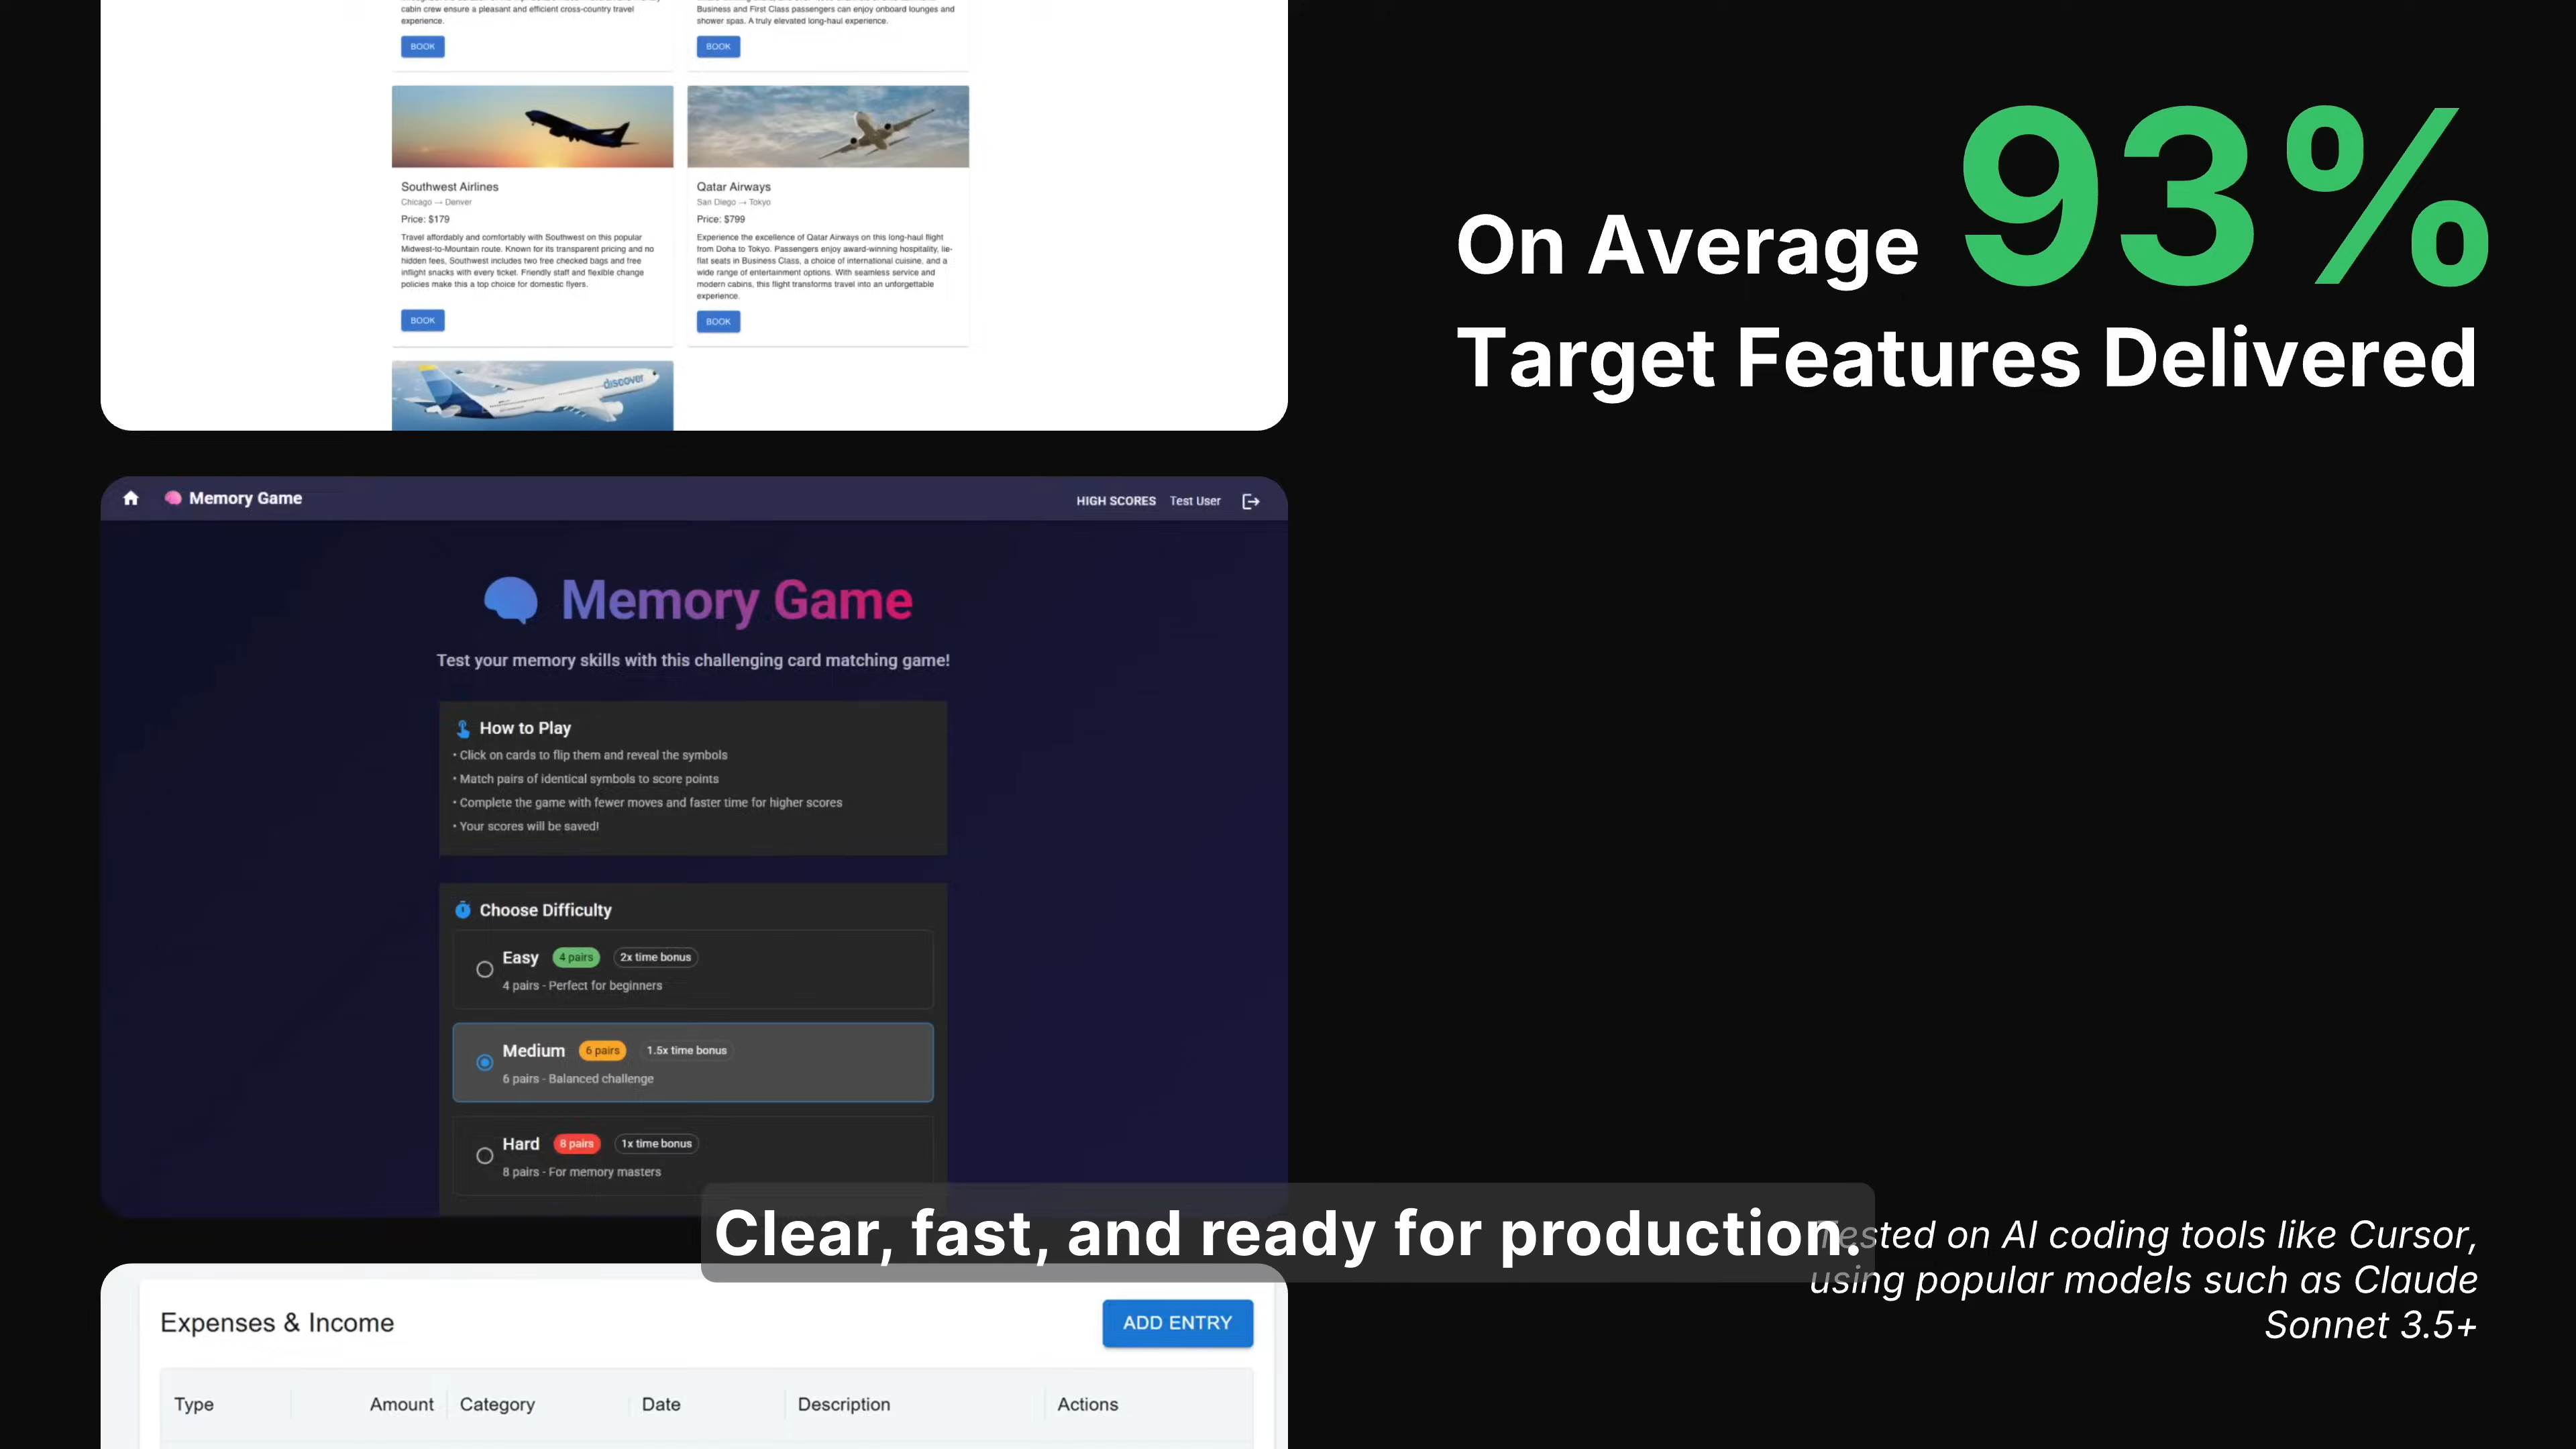 cabin crew ensure a pleasant and efficient cross-country travel
experience.
BOOK
Business and First Class passengers can enjoy onboard lounges and
shower spas. A truly elevated long-haul experience.
BOOK
Southwest Airlines
Chicago → Denver
Price: $179
Travel affordably and comfortably with Southwest on this popular
Midwest-to-Mountain route. Known for its transparent pricing and no
hidden fees, Southwest includes two free checked bags and free
inflight snacks with every ticket. Friendly staff and flexible change
policies make this a top choice for domestic flyers.
BOOK
Qatar Airways
San Diego → Tokyo
Price: $799
Experience the excellence of Qatar Airways on this long-haul flight
from Doha to Tokyo. Passengers enjoy award-winning hospitality, lie-
flat seats in Business Class, a choice of international cuisine, and a
wide range of entertainment options. With seamless service and
modern cabins, this flight transforms travel into an unforgettable
experience.
BOOK
discover
On Average 93%
Target Features Delivered
Memory Game
HIGH SCORES Test User
Memory Game
Test your memory skills with this challenging card matching game!
How to Play
• Click on cards to flip them and reveal the symbols
• Match pairs of identical symbols to score points
• Complete the game with fewer moves and faster time for higher scores
• Your scores will be saved!
Choose Difficulty
Easy 4 pairs 2x time bonus
4 pairs - Perfect for beginners
Medium 6 pairs 1.5x time bonus
6 pairs - Balanced challenge
Hard 8 pairs 1x time bonus
8 pairs - For memory masters
Clear, fast, and ready for production.
Tested on AI coding tools like Cursor,
using popular models such as Claude
Sonnet 3.5+
Expenses & Income
ADD ENTRY
Type Amount Category Date Description Actions